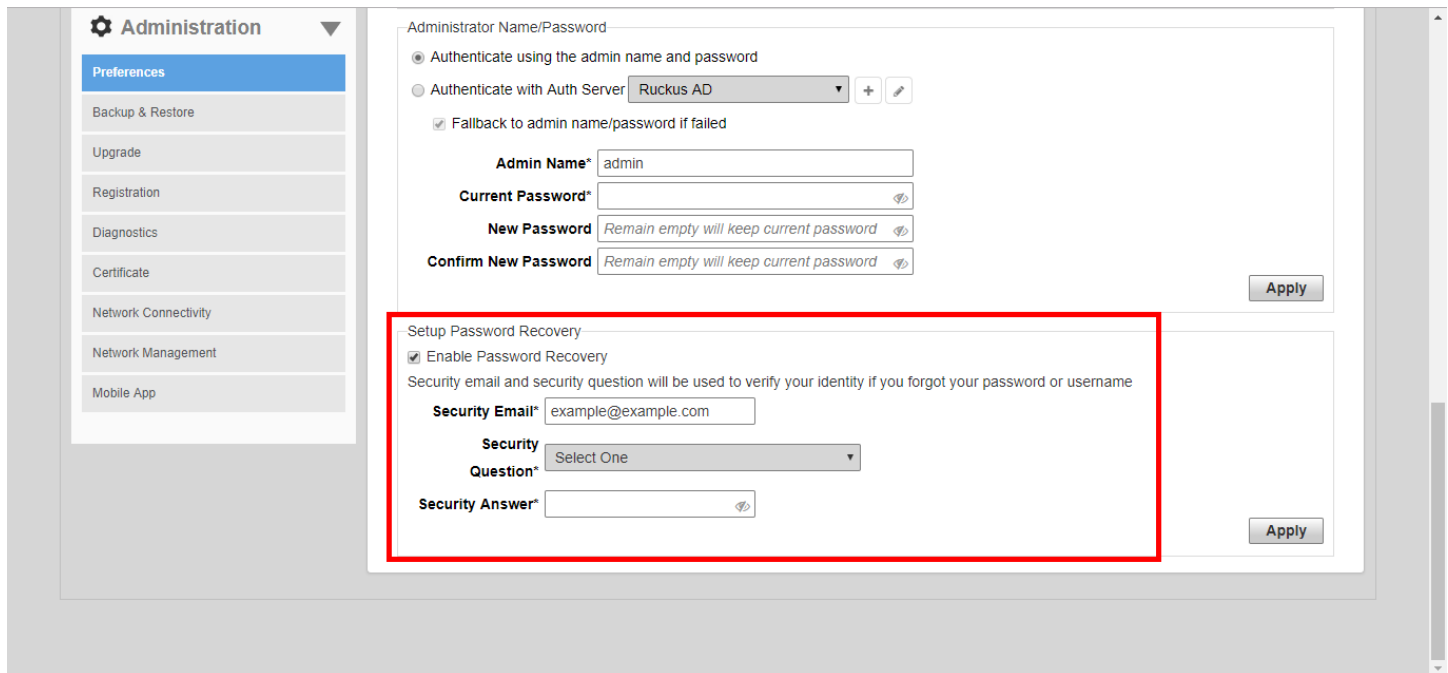 Administration
Preferences
Backup & Restore
Upgrade
Registration
Diagnostics
Certificate
Network Connectivity
Network Management
Mobile App
Administrator Name/Password
Authenticate using the admin name and password
Authenticate with Auth Server Ruckus AD
Fallback to admin name/password if failed
Admin Name* admin
Current Password*
New Password Remain empty will keep current password
Confirm New Password Remain empty will keep current password
Apply
Setup Password Recovery
Enable Password Recovery
Security email and security question will be used to verify your identity if you forgot your password or username
Security Email* example@example.com
Security
Question* Select One
Security Answer*
Apply